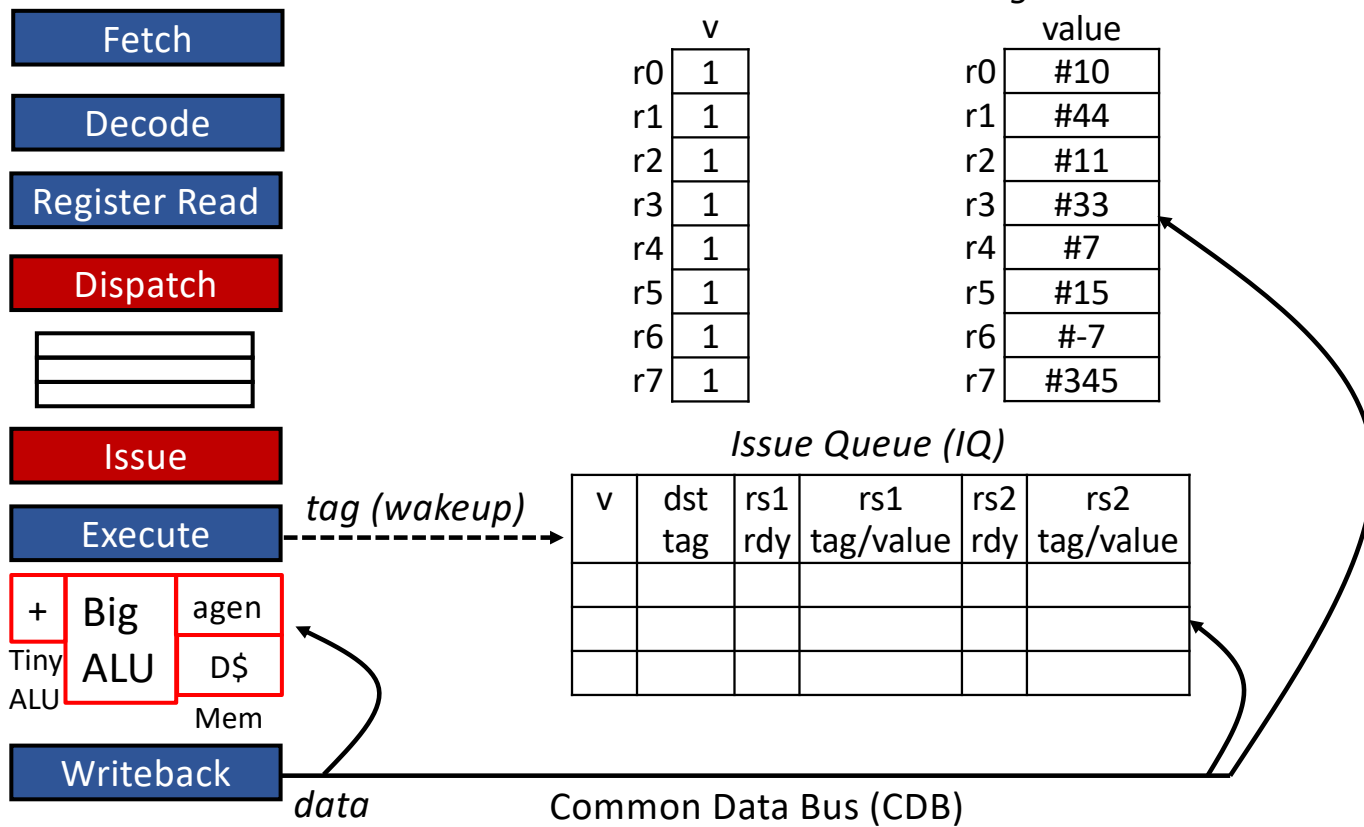 Fetch
Decode
Register Read
Dispatch
Issue
Execute
+
Big
ALU
agen
D$
Tiny
ALU
Mem
Writeback
tag (wakeup)
data
Common Data Bus (CDB)
v
r0 1
r1 1
r2 1
r3 1
r4 1
r5 1
r6 1
r7 1
value
r0 #10
r1 #44
r2 #11
r3 #33
r4 #7
r5 #15
r6 #-7
r7 #345
Issue Queue (IQ)
v dst rs1 rs1 rs2 rs2
tag rdy tag/value rdy tag/value